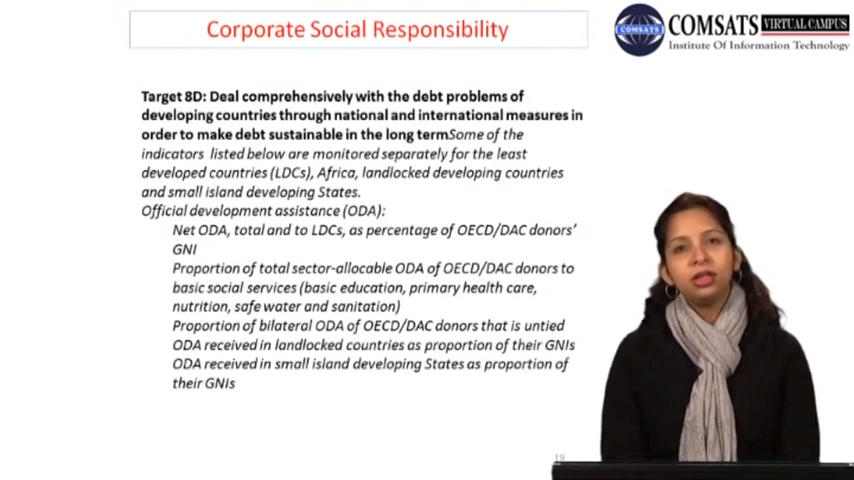 Corporate Social Responsibility
COMSATS
COMSATS VIRTUAL CAMPUS
Institute Of Information Technology
Target 8D: Deal comprehensively with the debt problems of
developing countries through national and international measures in
order to make debt sustainable in the long termSome of the
indicators listed below are monitored separately for the least
developed countries (LDCs), Africa, landlocked developing countries
and small island developing States.
Official development assistance (ODA):
Net ODA, total and to LDCs, as percentage of OECD/DAC donors'
GNI
Proportion of total sector-allocable ODA of OECD/DAC donors to
basic social services (basic education, primary health care,
nutrition, safe water and sanitation)
Proportion of bilateral ODA of OECD/DAC donors that is untied
ODA received in landlocked countries as proportion of their GNIs
ODA received in small island developing States as proportion of
their GNIs
19